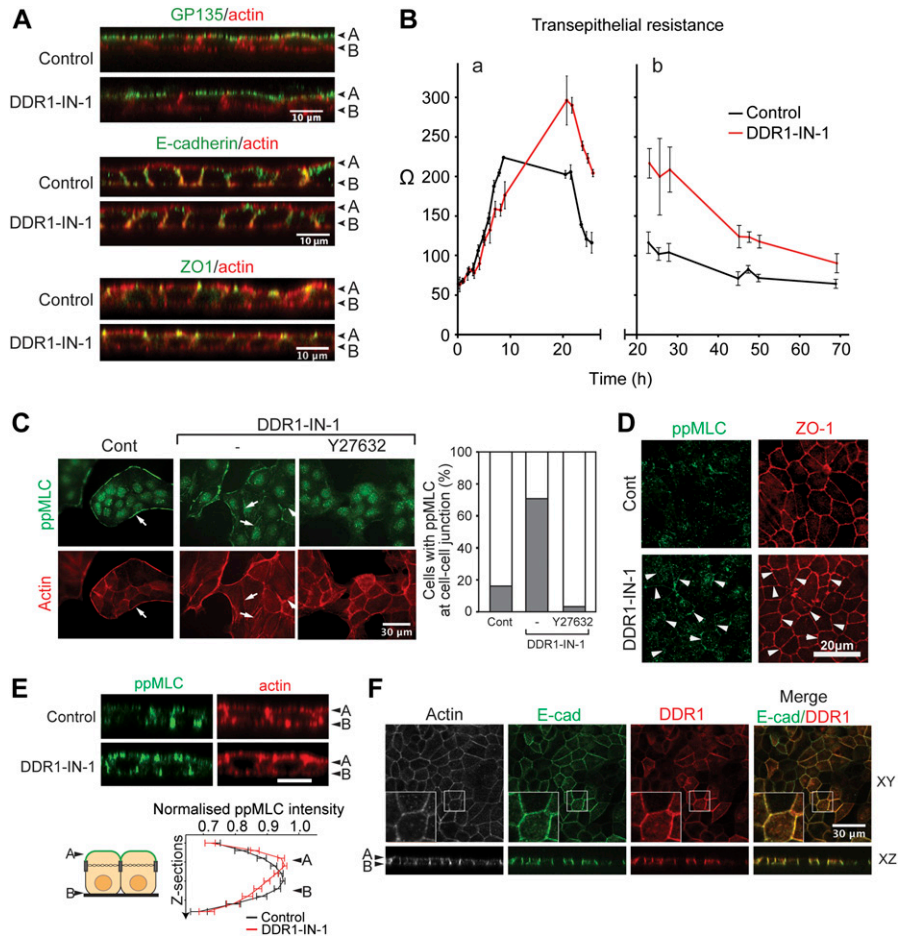 A
GP135/actin
Control
A
B
DDR1-IN-1
A
B
10 µm
E-cadherin/actin
Control
A
B
DDR1-IN-1
A
B
10 µm
ZO1/actin
Control
A
B
DDR1-IN-1
A
B
10 µm
B
Transepithelial resistance
a
b
Control
DDR1-IN-1
300
250
Ω 200
150
100
50
0
0 10 20
20 30 40 50 60 70
Time (h)
C
DDR1-IN-1
Cont - Y27632
ppMLC
Actin
30 µm
Cells with ppMLC
at cell-cell junction (%)
100
80
60
40
20
0
Cont - Y27632
DDR1-IN-1
D
ppMLC ZO-1
Cont
DDR1-IN-1
20µm
E
ppMLC actin
Control
A
B
DDR1-IN-1
A
B
Normalised ppMLC intensity
0.7 0.8 0.9 1.0
Z-sections
A
B
A
B
Control
DDR1-IN-1
F
Actin E-cad DDR1
Merge
E-cad/DDR1
XY
30 µm
A
B
XZ